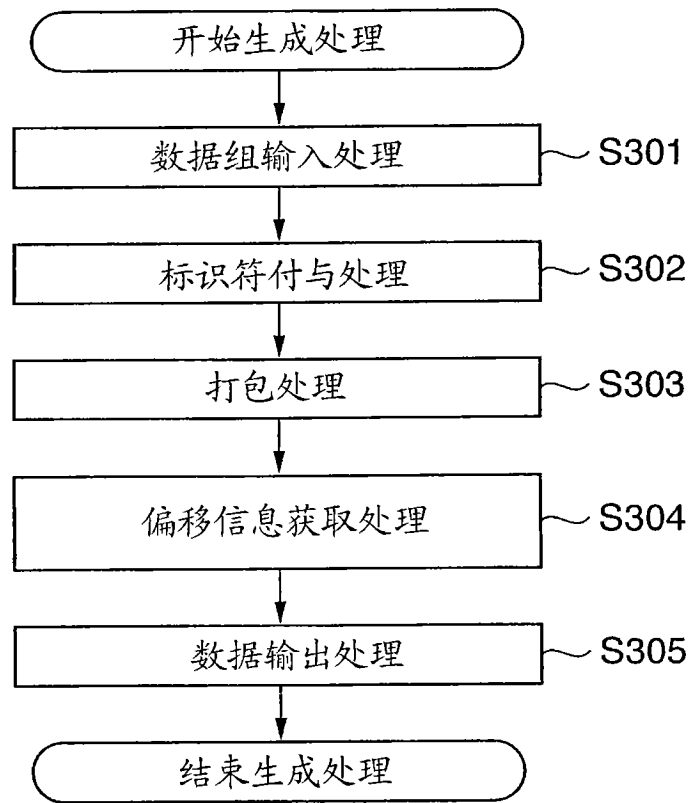 开始生成处理
数据组输入处理 S301
标识符付与处理 S302
打包处理 S303
偏移信息获取处理 S304
数据输出处理 S305
结束生成处理